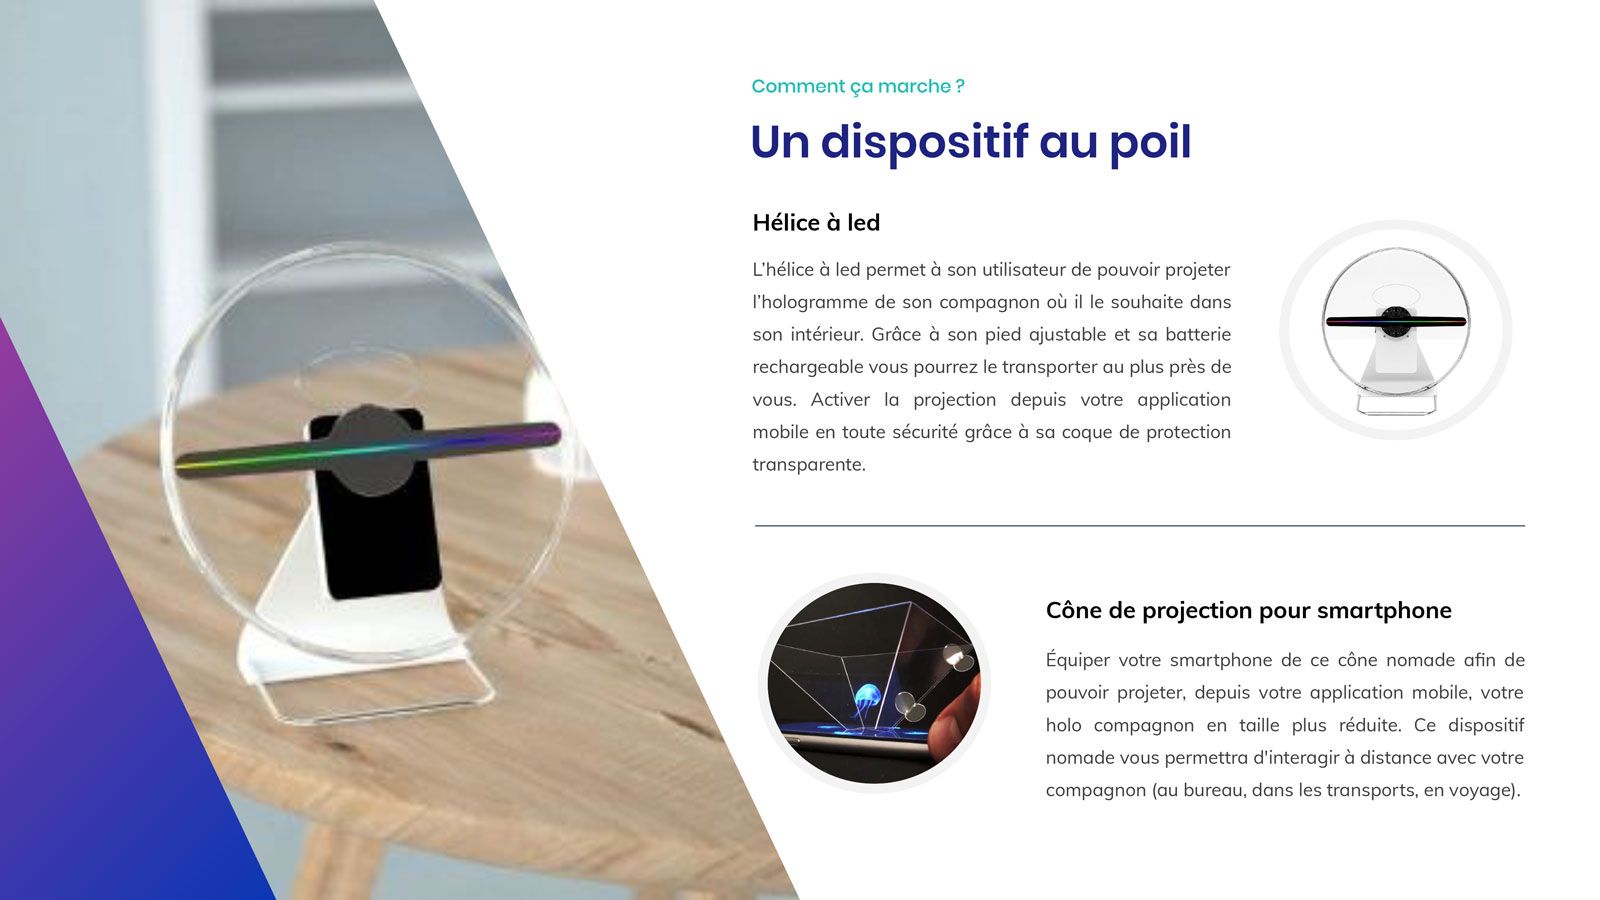 Comment ça marche ?
Un dispositif au poil
Hélice à led
L’hélice à led permet à son utilisateur de pouvoir projeter
l’hologramme de son compagnon où il le souhaite dans
son intérieur. Grâce à son pied ajustable et sa batterie
rechargeable vous pourrez le transporter au plus près de
vous. Activer la projection depuis votre application
mobile en toute sécurité grâce à sa coque de protection
transparente.
Cône de projection pour smartphone
Équiper votre smartphone de ce cône nomade afin de
pouvoir projeter, depuis votre application mobile, votre
holo compagnon en taille plus réduite. Ce dispositif
nomade vous permettra d'interagir à distance avec votre
compagnon (au bureau, dans les transports, en voyage).